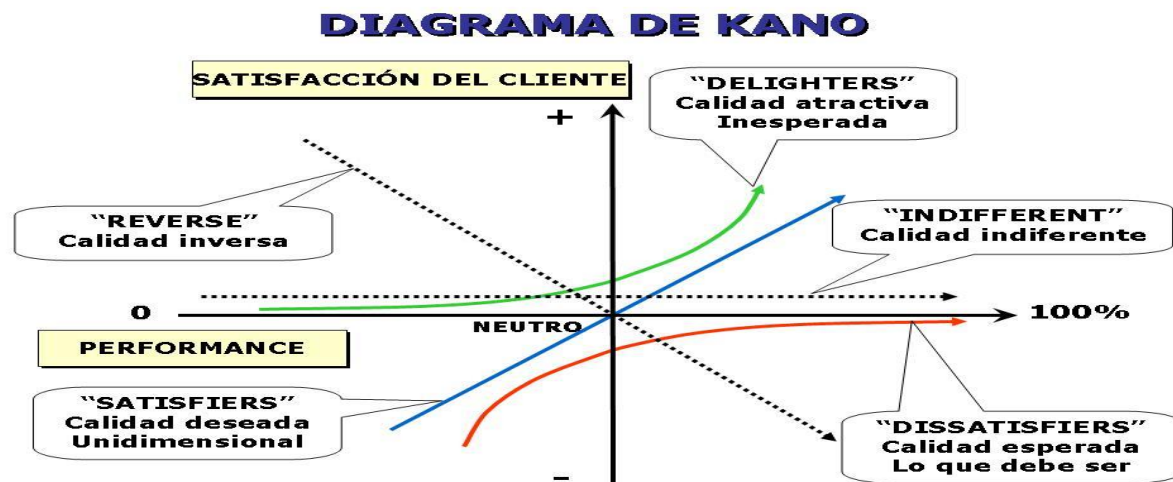 DIAGRAMA DE KANO
SATISFACCIÓN DEL CLIENTE
+
“DELIGHTERS”
Calidad atractiva
Inesperada
“REVERSE”
Calidad inversa
“INDIFFERENT”
Calidad indiferente
0
NEUTRO
100%
PERFORMANCE
“SATISFIERS”
Calidad deseada
Unidimensional
“DISSATISFIERS”
Calidad esperada
Lo que debe ser
-